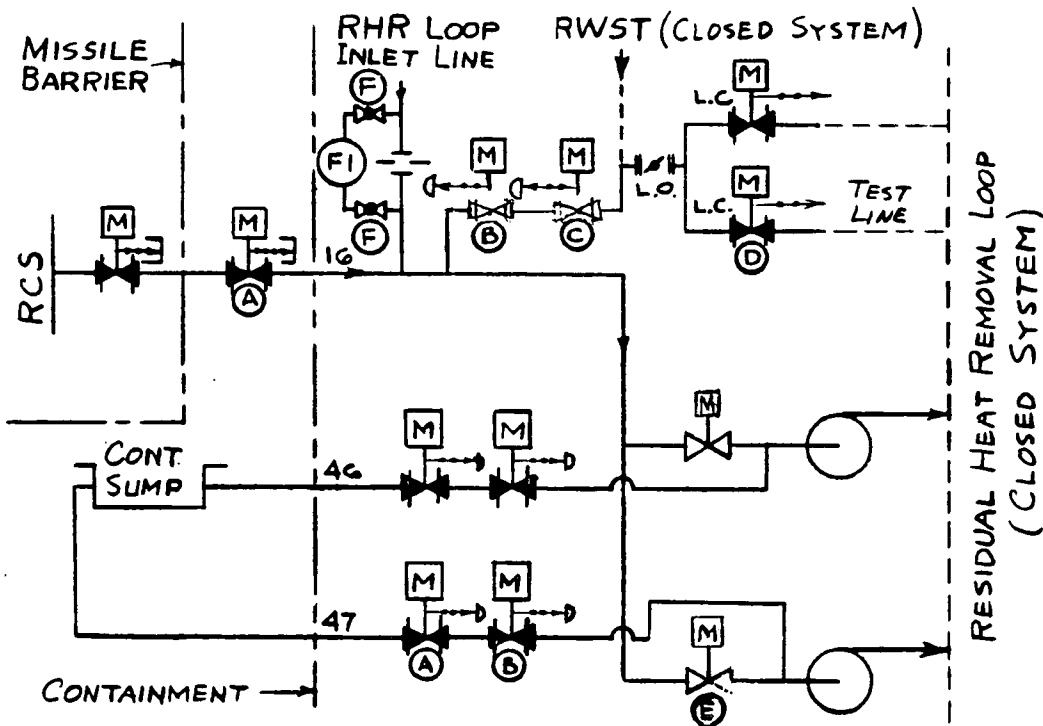 MISSILE
BARRIER
RHR LOOP
INLET LINE
RWST (CLOSED SYSTEM)
F
M
L.C
FI
M
M
M
L.O.
L.C.
TEST
LINE
F
B
C
D
M
M
RCS
16
A
M
M
M
CONT.
SUMP
46
M
M
M
47
A
B
E
CONTAINMENT
RESIDUAL HEAT REMOVAL LOOP
(CLOSED SYSTEM)